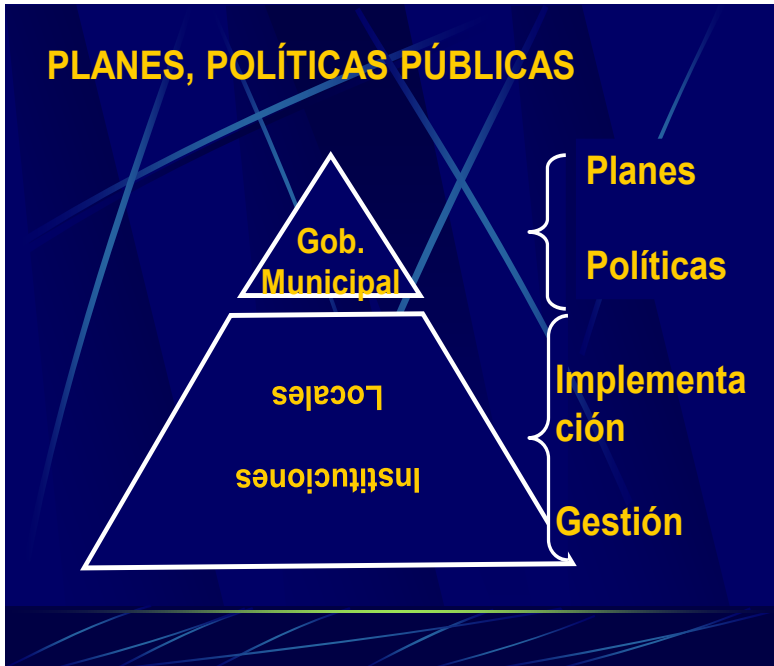 PLANES, POLÍTICAS PÚBLICAS
Gob.
Municipal
Planes
Políticas
Instituciones
Locales
Implementa
ción
Gestión